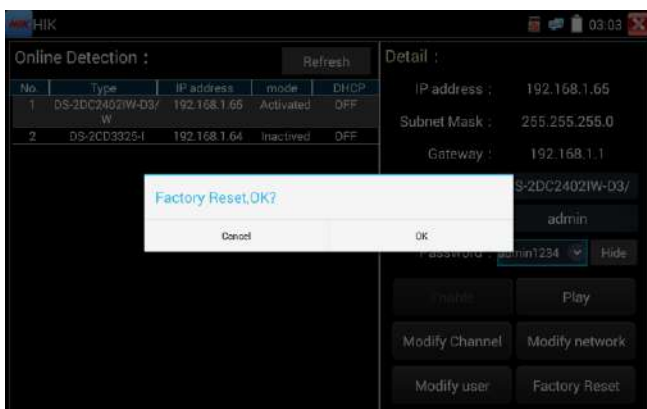 HIK HIK
03:03
Online Detection :
Refresh
No. Type IP address mode DHCP
1 DS-2DC2402IW-D3/W 192.168.1.65 Activated OFF
2 DS-2CD3325-I 192.168.1.64 Inactived OFF
Detail :
IP address : 192.168.1.65
Subnet Mask : 255.255.255.0
Gateway : 192.168.1.1
S-2DC2402IW-D3/
admin
Password : admin1234 Hide
Factory Reset,OK?
Cancel OK
Enable Play
Modify Channel Modify network
Modify user Factory Reset